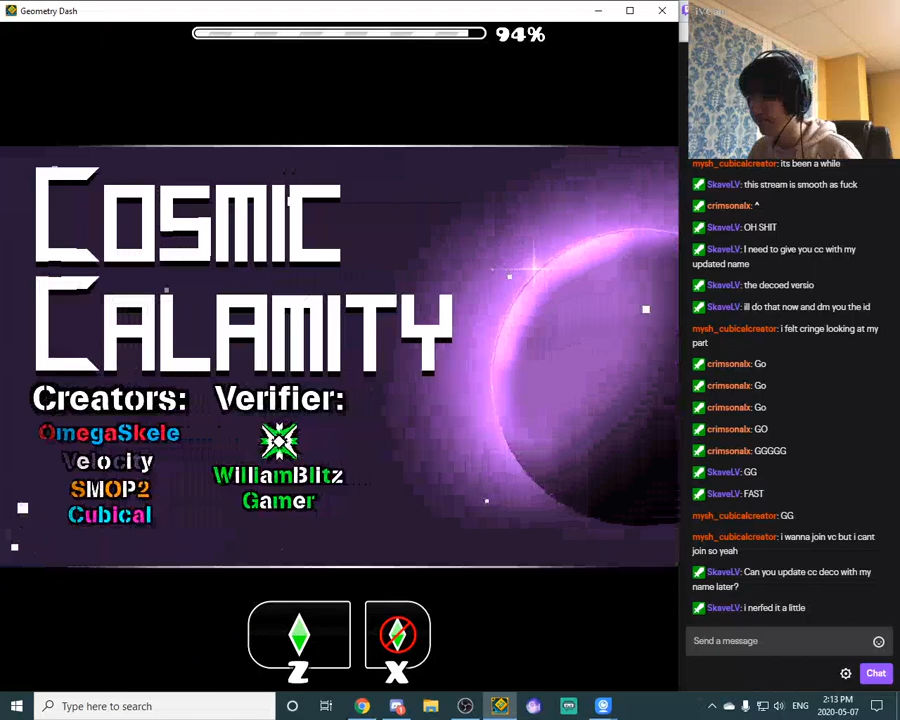 Geometry Dash
94%
COSMIC
CALAMITY
Creators: Verifier:
OmegaSkele
Velocity
SMOP2
Cubical
WilliamBlitz
Gamer
Z X
mysh_cubicalcreator: its been a while
SkaveLV: this stream is smooth as fuck
crimsonalx: ^
SkaveLV: OH SHIT
SkaveLV: I need to give you cc with my
updated name
SkaveLV: the decoed versio
SkaveLV: ill do that now and dm you the id
mysh_cubicalcreator: i felt cringe looking at my
part
crimsonalx: Go
crimsonalx: Go
crimsonalx: Go
crimsonalx: GO
crimsonalx: GGGGG
SkaveLV: GG
SkaveLV: FAST
mysh_cubicalcreator: GG
mysh_cubicalcreator: i wanna join vc but i cant
join so yeah
SkaveLV: Can you update cc deco with my
name later?
SkaveLV: i nerfed it a little
Send a message
Chat
Type here to search
ENG
2:13 PM
2020-05-07